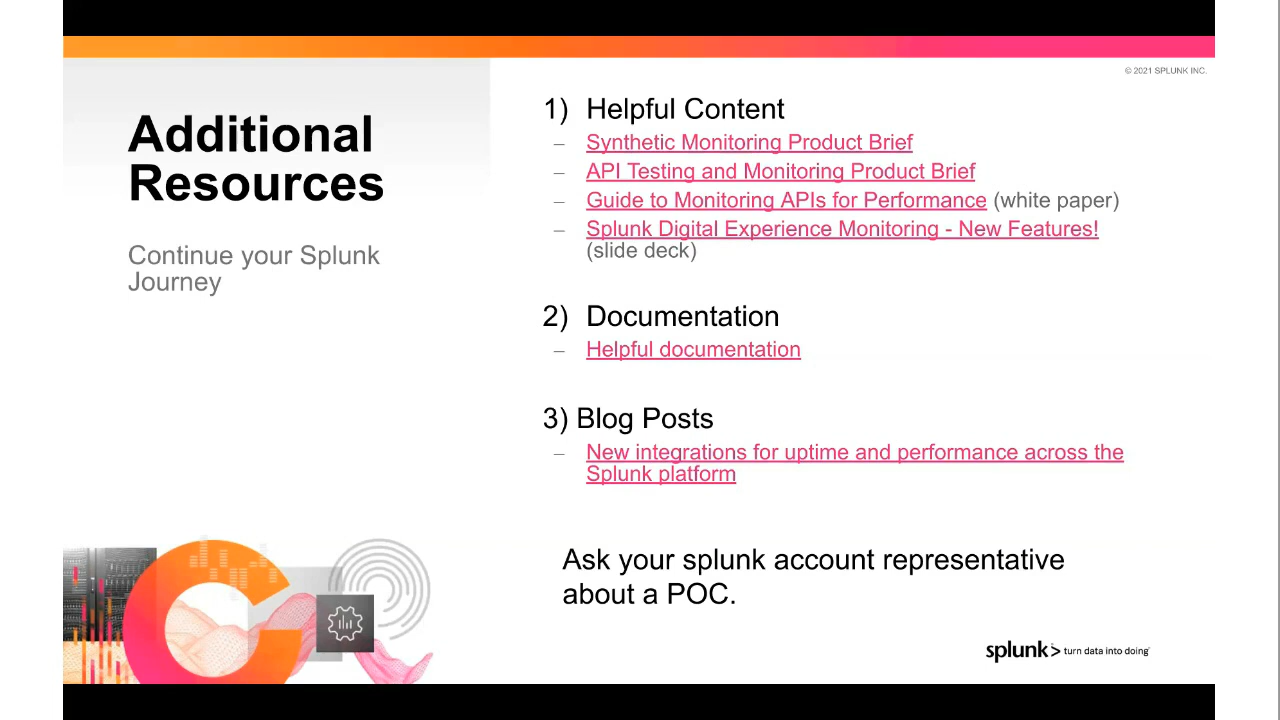 © 2021 SPLUNK INC.
Additional
Resources
Continue your Splunk
Journey
1) Helpful Content
– Synthetic Monitoring Product Brief
– API Testing and Monitoring Product Brief
– Guide to Monitoring APIs for Performance (white paper)
– Splunk Digital Experience Monitoring - New Features!
(slide deck)
2) Documentation
– Helpful documentation
3) Blog Posts
– New integrations for uptime and performance across the
Splunk platform
Ask your splunk account representative
about a POC.
splunk> turn data into doing